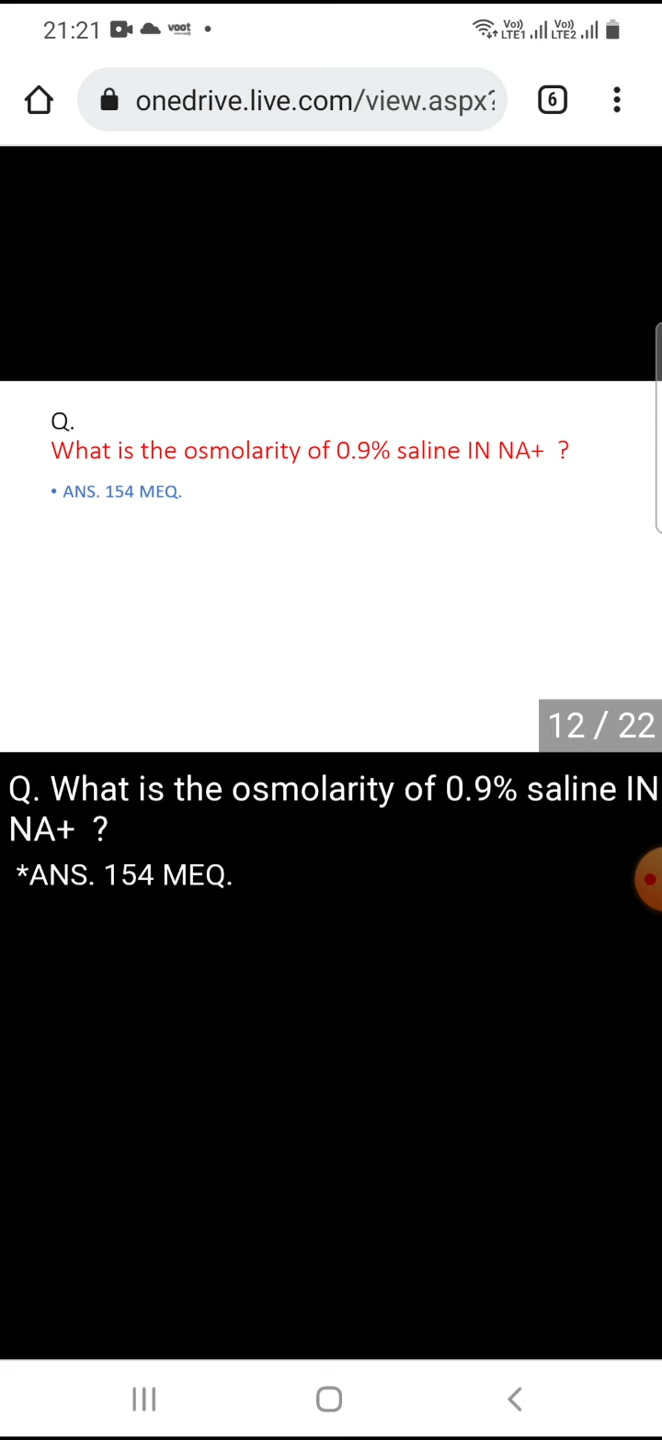 21:21 voot
Vo)) LTE1 Vo)) LTE2
onedrive.live.com/view.aspx?
6
Q.
What is the osmolarity of 0.9% saline IN NA+ ?
• ANS. 154 MEQ.
12 / 22
Q. What is the osmolarity of 0.9% saline IN
NA+ ?
*ANS. 154 MEQ.